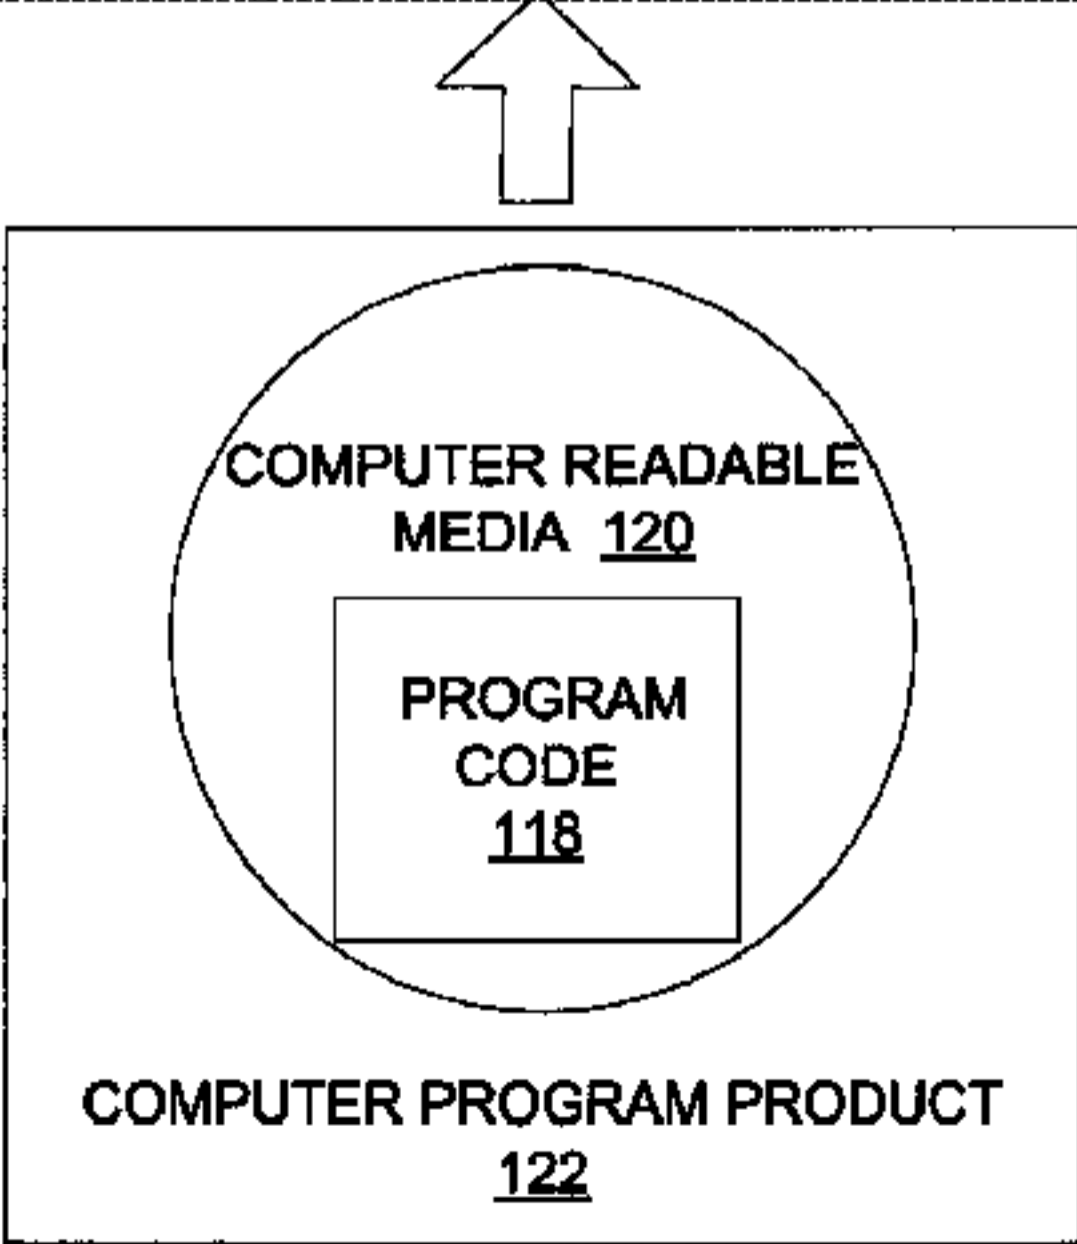 COMPUTER READABLE
MEDIA 120
PROGRAM
CODE
118
COMPUTER PROGRAM PRODUCT
122